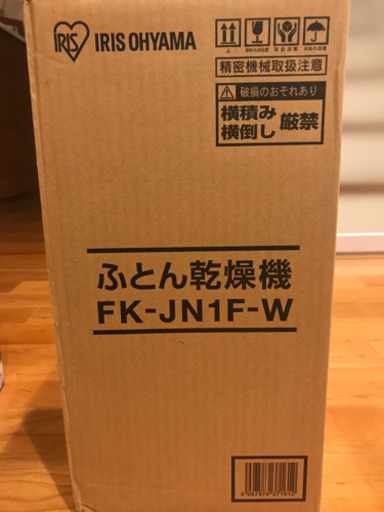 IRIS IRIS OHYAMA
精密機械取扱注意
破損のおそれあり
横積み
横倒し 厳禁
ふとん乾燥機
FK-JN1F-W